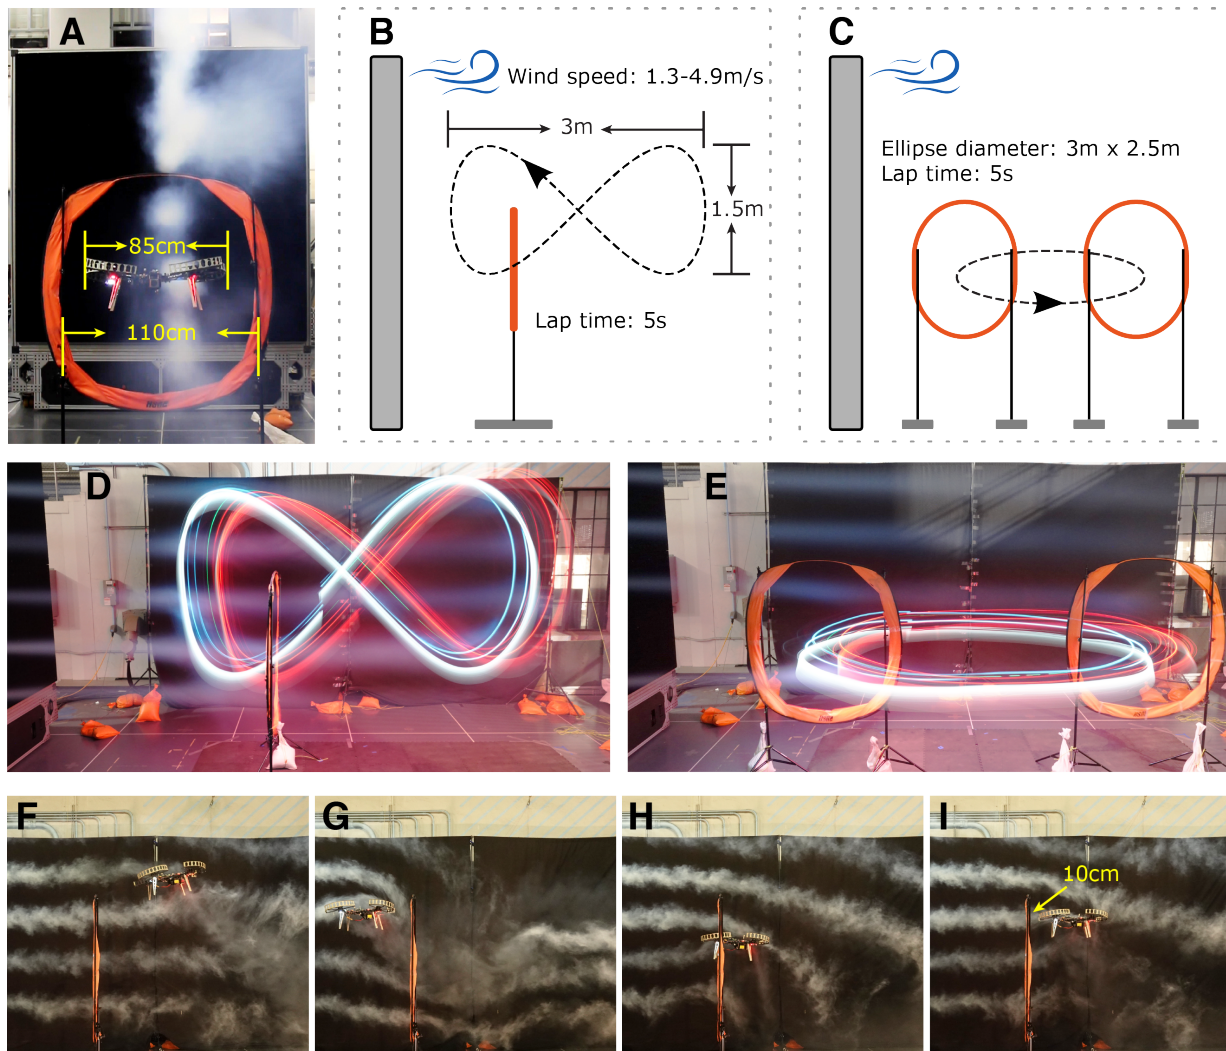 A
85cm
110cm
B
Wind speed: 1.3-4.9m/s
3m
1.5m
Lap time: 5s
C
Ellipse diameter: 3m x 2.5m
Lap time: 5s
D
E
F
G
H
I
10cm